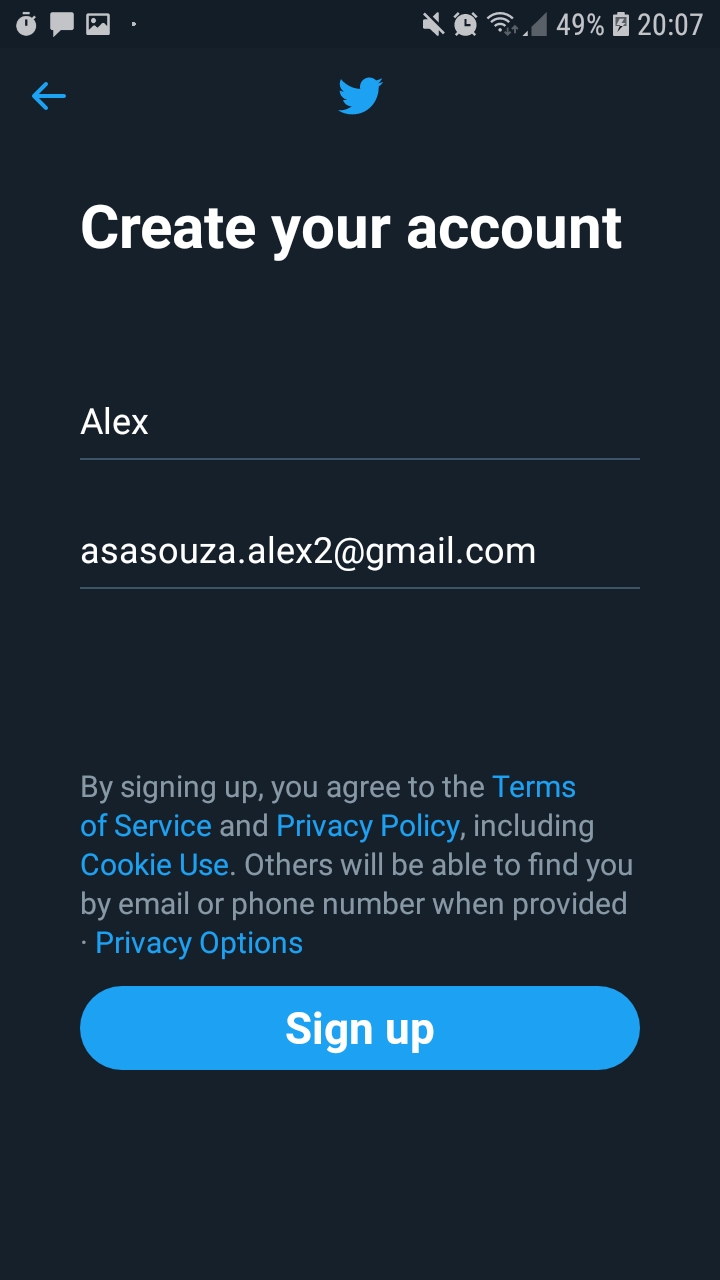 49% 20:07
Create your account
Alex
asasouza.alex2@gmail.com
By signing up, you agree to the Terms
of Service and Privacy Policy, including
Cookie Use. Others will be able to find you
by email or phone number when provided
· Privacy Options
Sign up